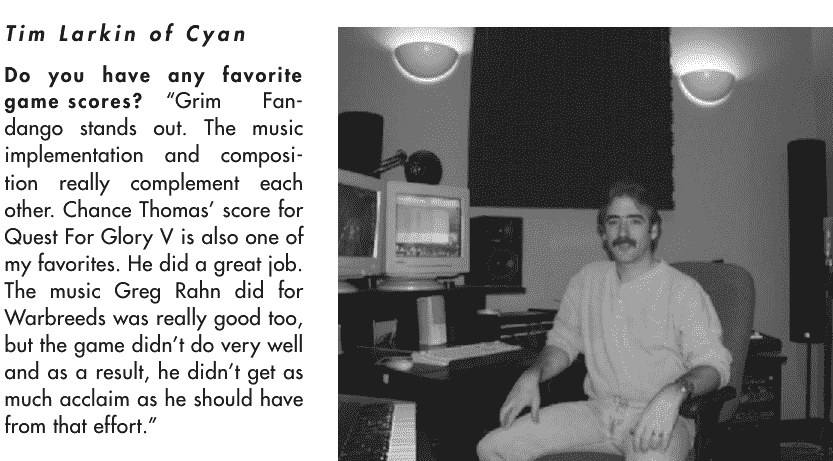 Tim Larkin of Cyan
Do you have any favorite
game scores? “Grim Fan-
dango stands out. The music
implementation and composi-
tion really complement each
other. Chance Thomas’ score for
Quest For Glory V is also one of
my favorites. He did a great job.
The music Greg Rahn did for
Warbreeds was really good too,
but the game didn’t do very well
and as a result, he didn’t get as
much acclaim as he should have
from that effort.”